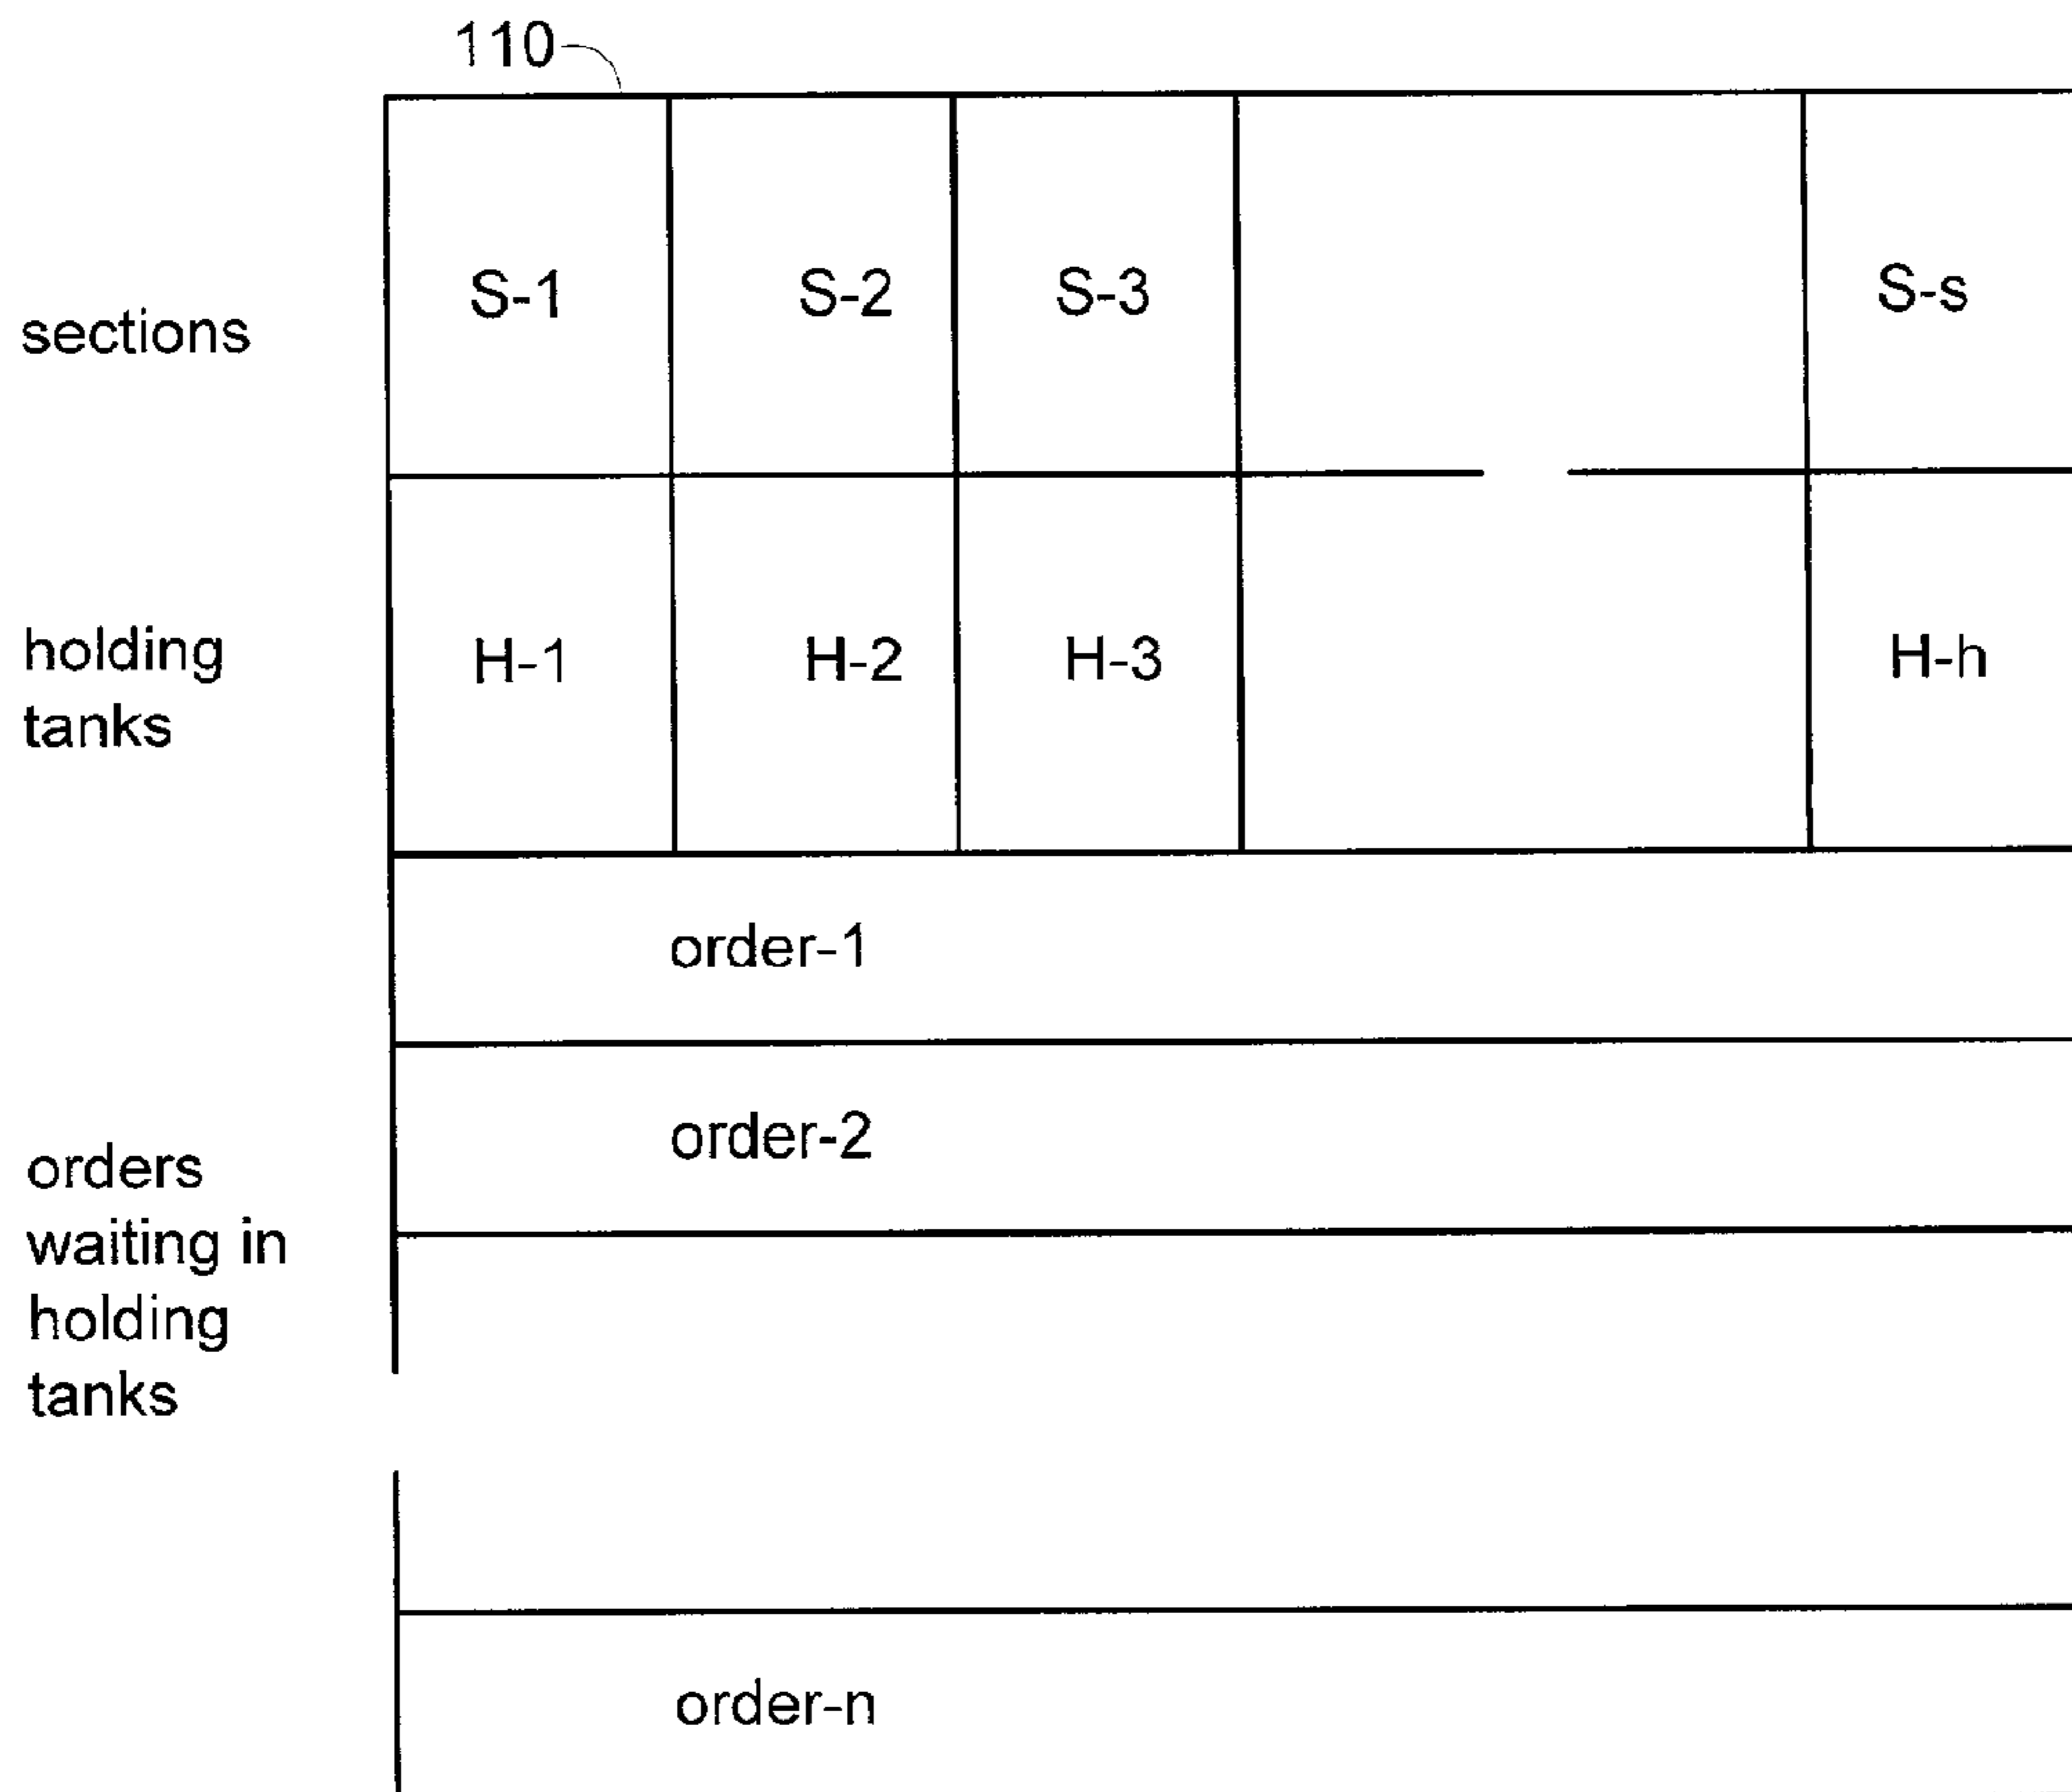 110
sections
S-1 S-2 S-3 S-s
holding
tanks
H-1 H-2 H-3 H-h
order-1
order-2
orders
waiting in
holding
tanks
order-n